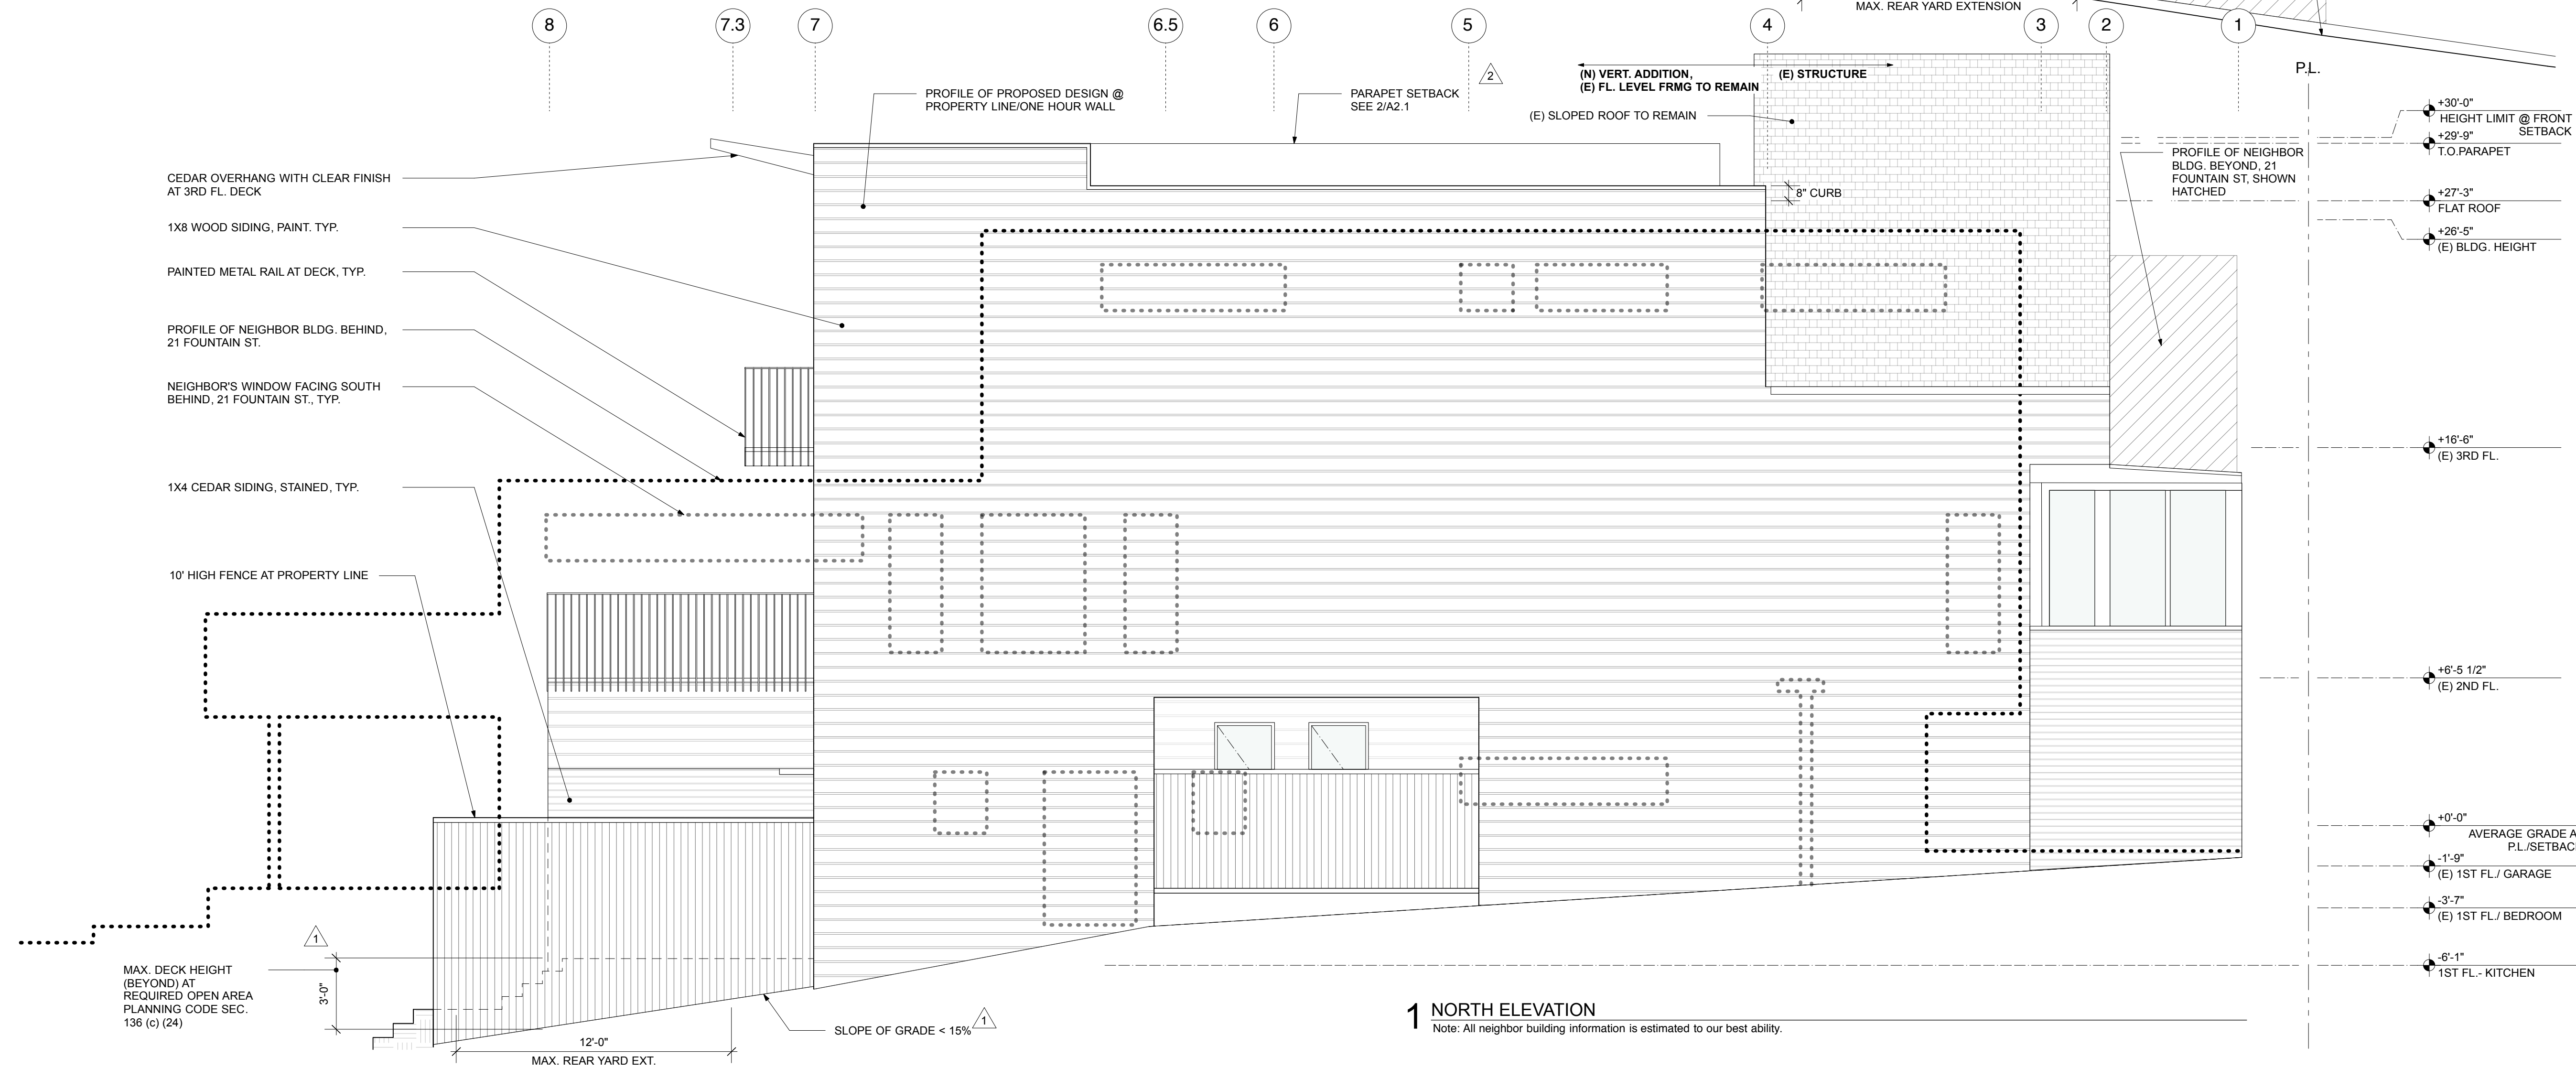 MAX. REAR YARD EXTENSION
8
7.3
7
6.5
6
5
4
3
2
1
P.L.
2
(N) VERT. ADDITION,
(E) FL. LEVEL FRMG TO REMAIN
(E) STRUCTURE
PROFILE OF PROPOSED DESIGN @
PROPERTY LINE/ONE HOUR WALL
PARAPET SETBACK
SEE 2/A2.1
(E) SLOPED ROOF TO REMAIN
+30'-0"
HEIGHT LIMIT @ FRONT
SETBACK
+29'-9"
T.O.PARAPET
PROFILE OF NEIGHBOR
BLDG. BEYOND, 21
FOUNTAIN ST, SHOWN
HATCHED
CEDAR OVERHANG WITH CLEAR FINISH
AT 3RD FL. DECK
8" CURB
+27'-3"
FLAT ROOF
1X8 WOOD SIDING, PAINT. TYP.
+26'-5"
(E) BLDG. HEIGHT
PAINTED METAL RAIL AT DECK, TYP.
PROFILE OF NEIGHBOR BLDG. BEHIND,
21 FOUNTAIN ST.
NEIGHBOR'S WINDOW FACING SOUTH
BEHIND, 21 FOUNTAIN ST., TYP.
+16'-6"
(E) 3RD FL.
1X4 CEDAR SIDING, STAINED, TYP.
10' HIGH FENCE AT PROPERTY LINE
+6'-5 1/2"
(E) 2ND FL.
+0'-0"
AVERAGE GRADE A
P.L./SETBAC
-1'-9"
(E) 1ST FL./ GARAGE
-3'-7"
(E) 1ST FL./ BEDROOM
1
MAX. DECK HEIGHT
(BEYOND) AT
REQUIRED OPEN AREA
PLANNING CODE SEC.
136 (c) (24)
3'-0"
-6'-1"
1ST FL.- KITCHEN
SLOPE OF GRADE < 15%
1
12'-0"
MAX. REAR YARD EXT.
1 NORTH ELEVATION
Note: All neighbor building information is estimated to our best ability.